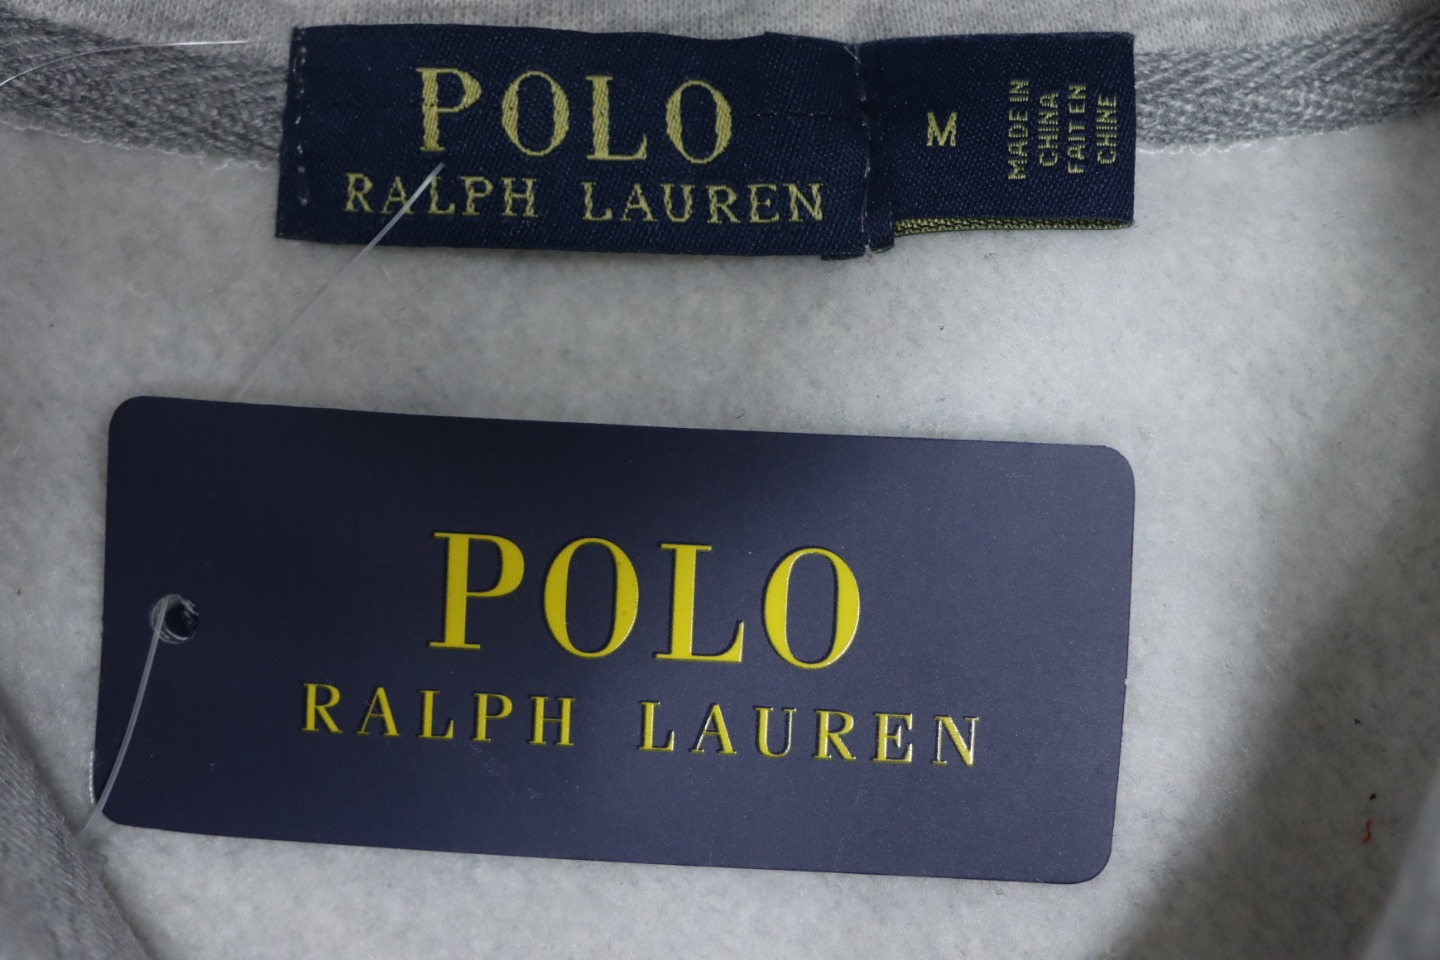 POLO
RALPH LAUREN
M
MADE IN
CHINA
FAIT EN
CHINE
POLO
RALPH LAUREN